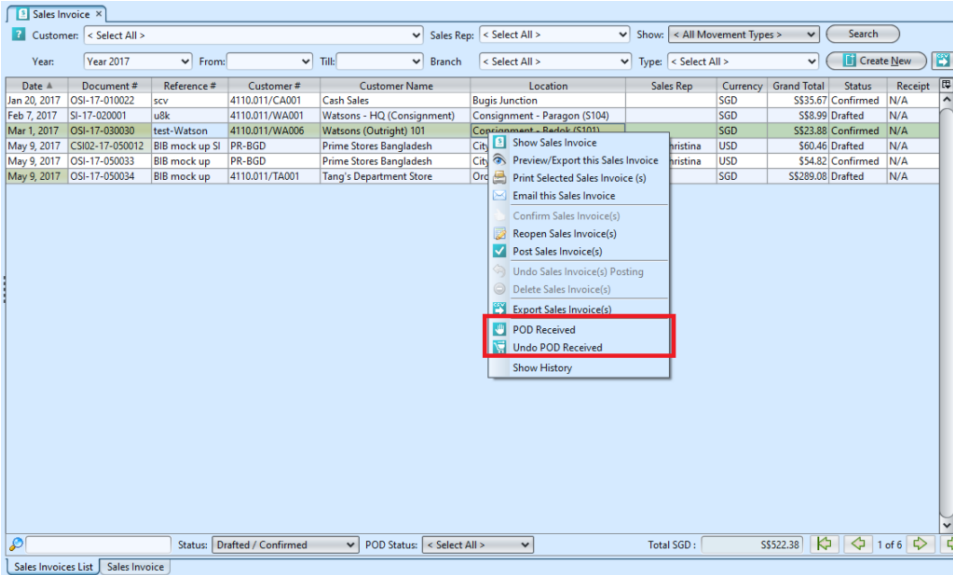 Sales Invoice
Customer: < Select All > Sales Rep: < Select All > Show: < All Movement Types > Search
Year: Year 2017 From: Till: Branch < Select All > Type: < Select All > Create New
Date Document # Reference # Customer # Customer Name Location Sales Rep Currency Grand Total Status Receipt
Jan 20, 2017 OSI-17-010022 scv 4110.011/CA001 Cash Sales Bugis Junction SGD S$35.67 Confirmed N/A
Feb 7, 2017 SI-17-020001 u8k 4110.011/WA001 Watsons - HQ (Consignment) Consignment - Paragon (S104) SGD S$8.99 Drafted N/A
Mar 1, 2017 OSI-17-030030 test-Watson 4110.011/WA006 Watsons (Outright) 101 Consignment - Bedok (S101) SGD S$23.88 Confirmed N/A
May 9, 2017 CSI02-17-050012 BIB mock up SI PR-BGD Prime Stores Bangladesh City hristina USD $60.46 Drafted N/A
May 9, 2017 OSI-17-050033 BIB mock up PR-BGD Prime Stores Bangladesh City hristina USD $54.82 Confirmed N/A
May 9, 2017 OSI-17-050034 BIB mock up 4110.011/TA001 Tang's Department Store SGD S$289.08 Drafted N/A
Show Sales Invoice
Preview/Export this Sales Invoice
Print Selected Sales Invoice (s)
Email this Sales Invoice
Confirm Sales Invoice(s)
Reopen Sales Invoice(s)
Post Sales Invoice(s)
Undo Sales Invoice(s) Posting
Delete Sales Invoice(s)
Export Sales Invoice(s)
POD Received
Undo POD Received
Show History
Status: Drafted / Confirmed POD Status: < Select All > Total SGD : S$522.38 1 of 6
Sales Invoices List Sales Invoice